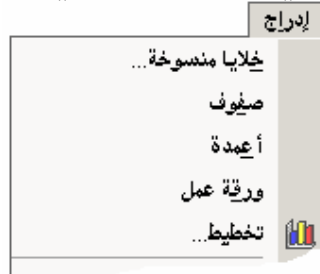 إدراج
خلايا منسوخة...
صفوف
أعمدة
ورقة عمل
تخطيط...